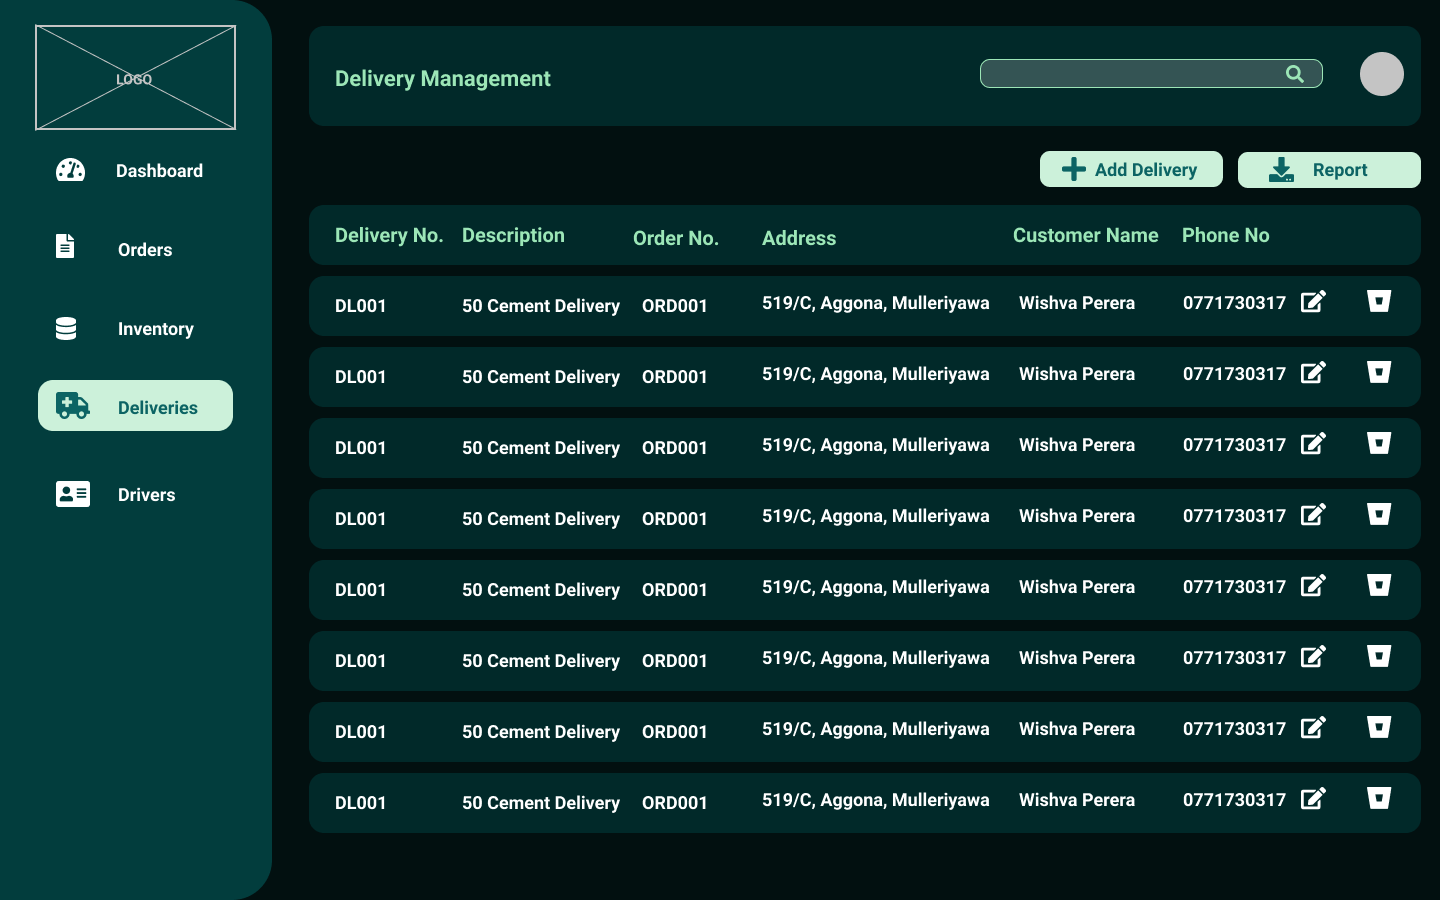 LOGO
Dashboard
Orders
Inventory
Deliveries
Drivers
Delivery Management
Add Delivery Report
Delivery No. Description Order No. Address Customer Name Phone No
DL001 50 Cement Delivery ORD001 519/C, Aggona, Mulleriyawa Wishva Perera 0771730317
DL001 50 Cement Delivery ORD001 519/C, Aggona, Mulleriyawa Wishva Perera 0771730317
DL001 50 Cement Delivery ORD001 519/C, Aggona, Mulleriyawa Wishva Perera 0771730317
DL001 50 Cement Delivery ORD001 519/C, Aggona, Mulleriyawa Wishva Perera 0771730317
DL001 50 Cement Delivery ORD001 519/C, Aggona, Mulleriyawa Wishva Perera 0771730317
DL001 50 Cement Delivery ORD001 519/C, Aggona, Mulleriyawa Wishva Perera 0771730317
DL001 50 Cement Delivery ORD001 519/C, Aggona, Mulleriyawa Wishva Perera 0771730317
DL001 50 Cement Delivery ORD001 519/C, Aggona, Mulleriyawa Wishva Perera 0771730317